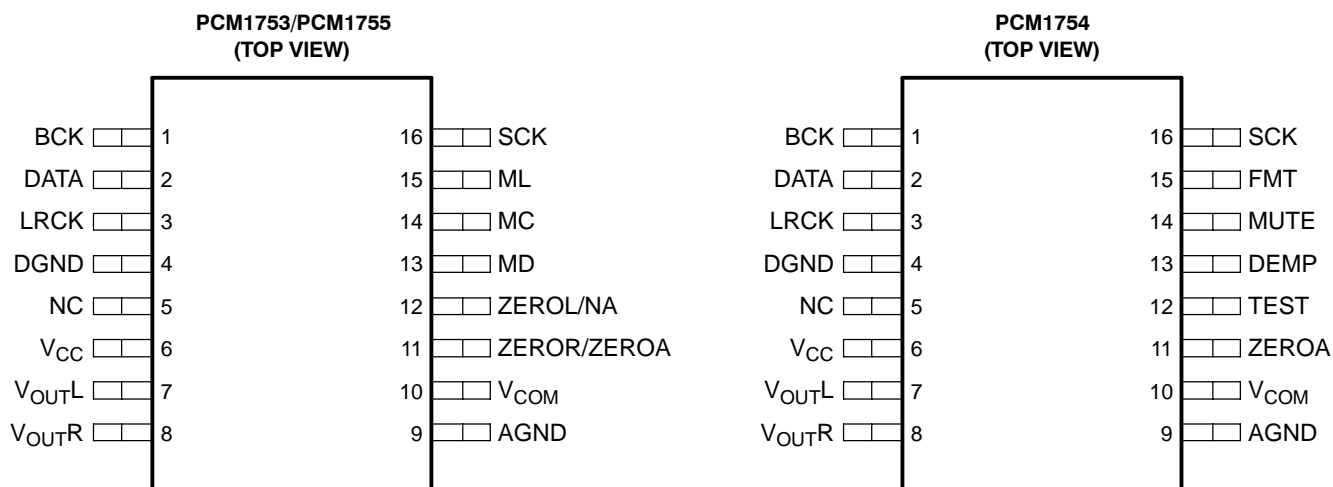 PCM1753/PCM1755
(TOP VIEW)
BCK 1 16 SCK
DATA 2 15 ML
LRCK 3 14 MC
DGND 4 13 MD
NC 5 12 ZEROL/NA
VCC 6 11 ZEROR/ZEROA
VOUTL 7 10 VCOM
VOUTR 8 9 AGND
PCM1754
(TOP VIEW)
BCK 1 16 SCK
DATA 2 15 FMT
LRCK 3 14 MUTE
DGND 4 13 DEMP
NC 5 12 TEST
VCC 6 11 ZEROA
VOUTL 7 10 VCOM
VOUTR 8 9 AGND